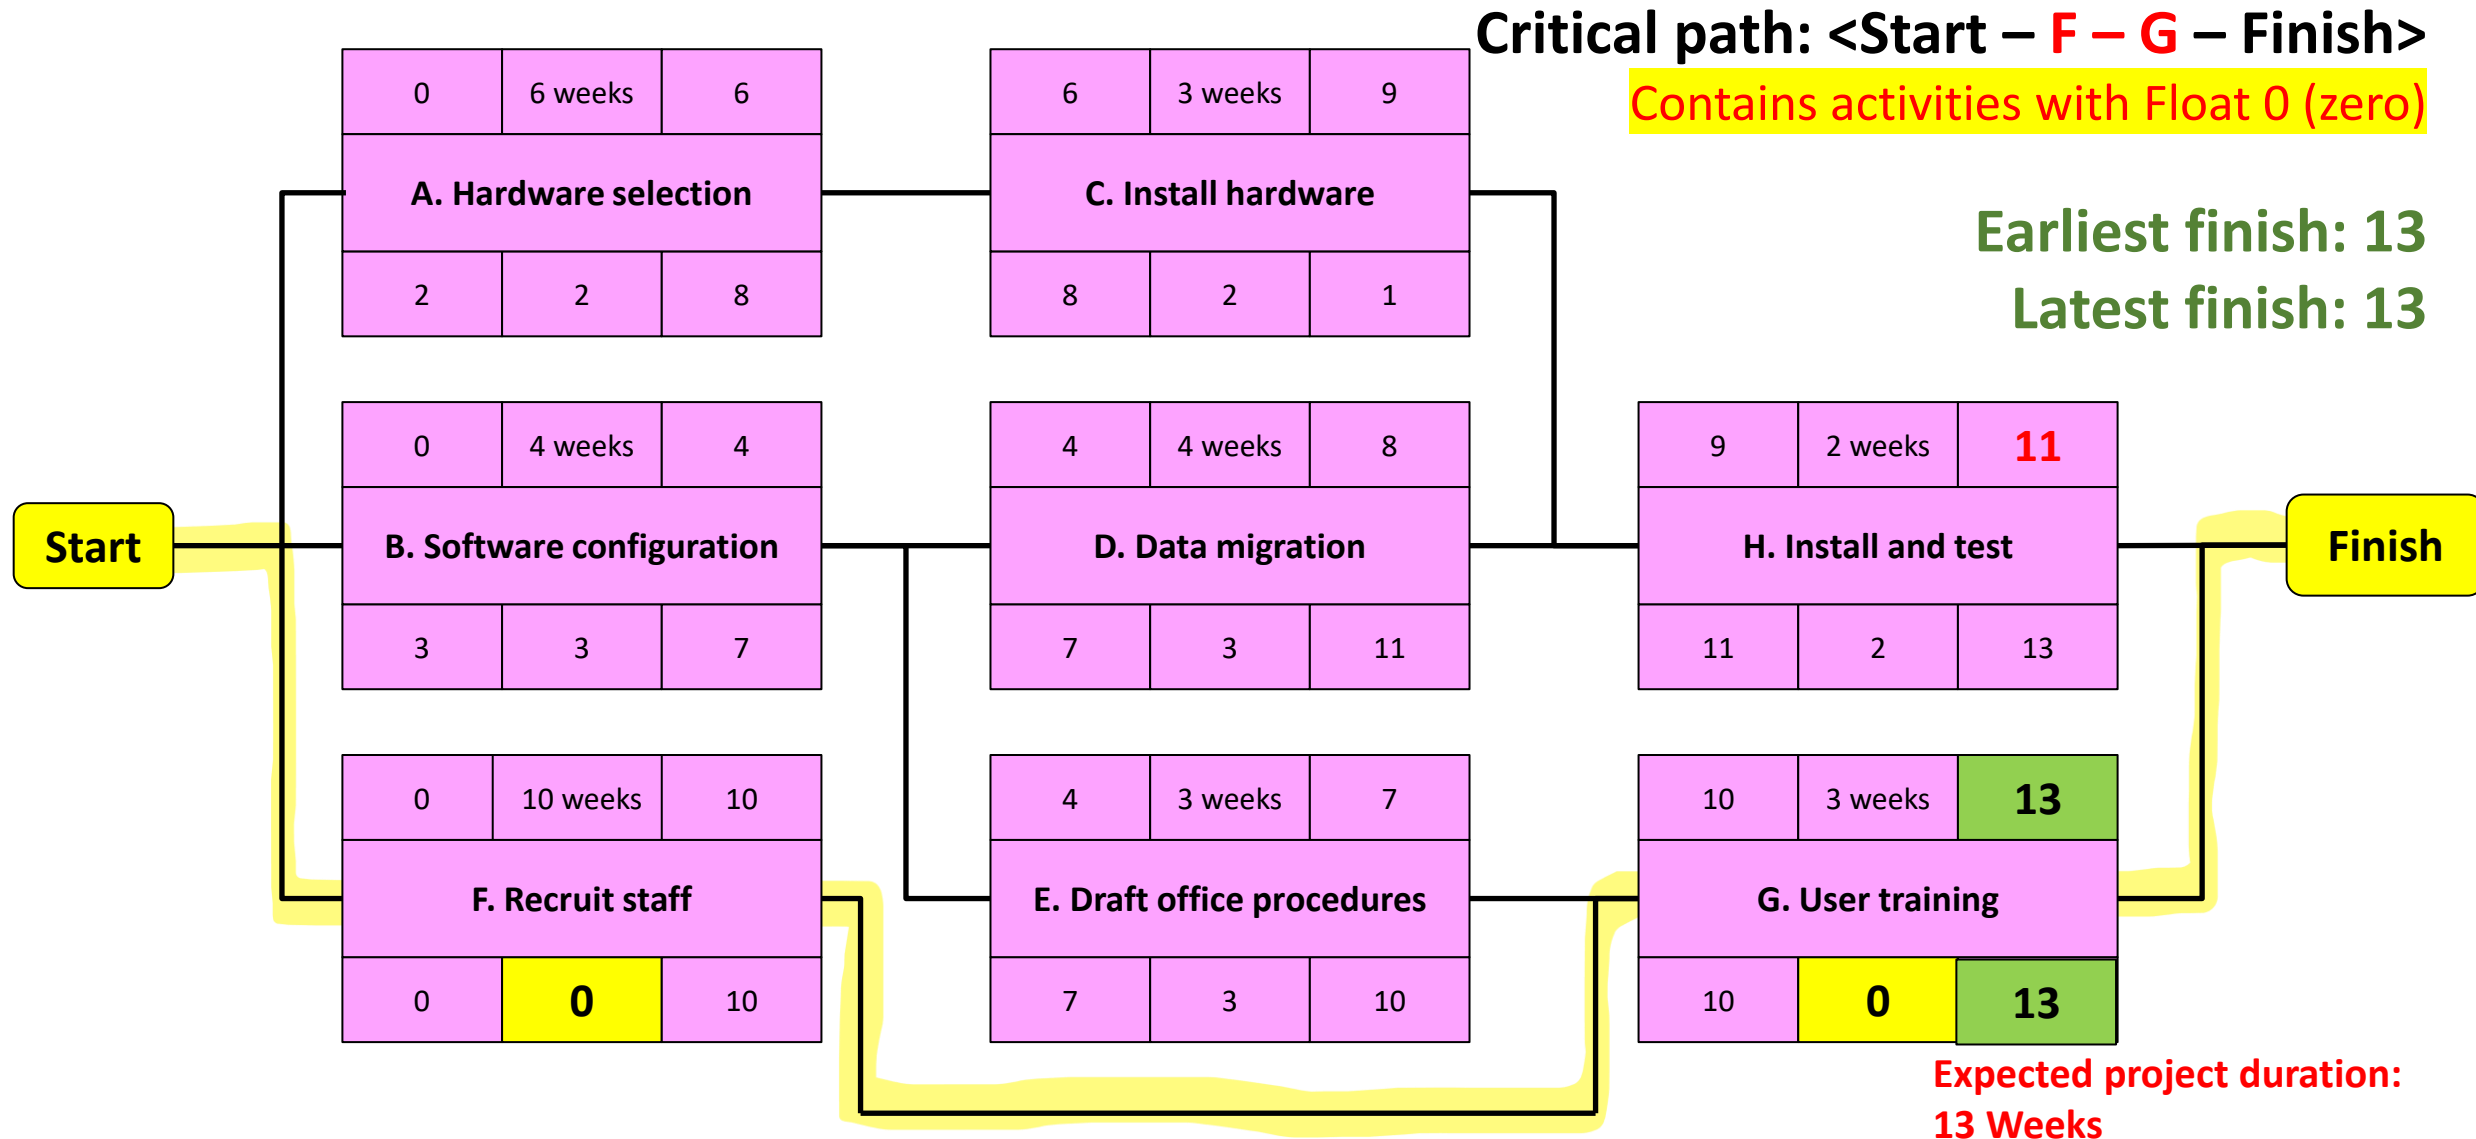 Critical path: <Start – F – G – Finish>
Contains activities with Float 0 (zero)
Earliest finish: 13
Latest finish: 13
0 6 weeks 6
A. Hardware selection
2 2 8
6 3 weeks 9
C. Install hardware
8 2 1
Start
0 4 weeks 4
B. Software configuration
3 3 7
4 4 weeks 8
D. Data migration
7 3 11
9 2 weeks 11
H. Install and test
11 2 13
Finish
0 10 weeks 10
F. Recruit staff
0 0 10
4 3 weeks 7
E. Draft office procedures
7 3 10
10 3 weeks 13
G. User training
10 0 13
Expected project duration:
13 Weeks